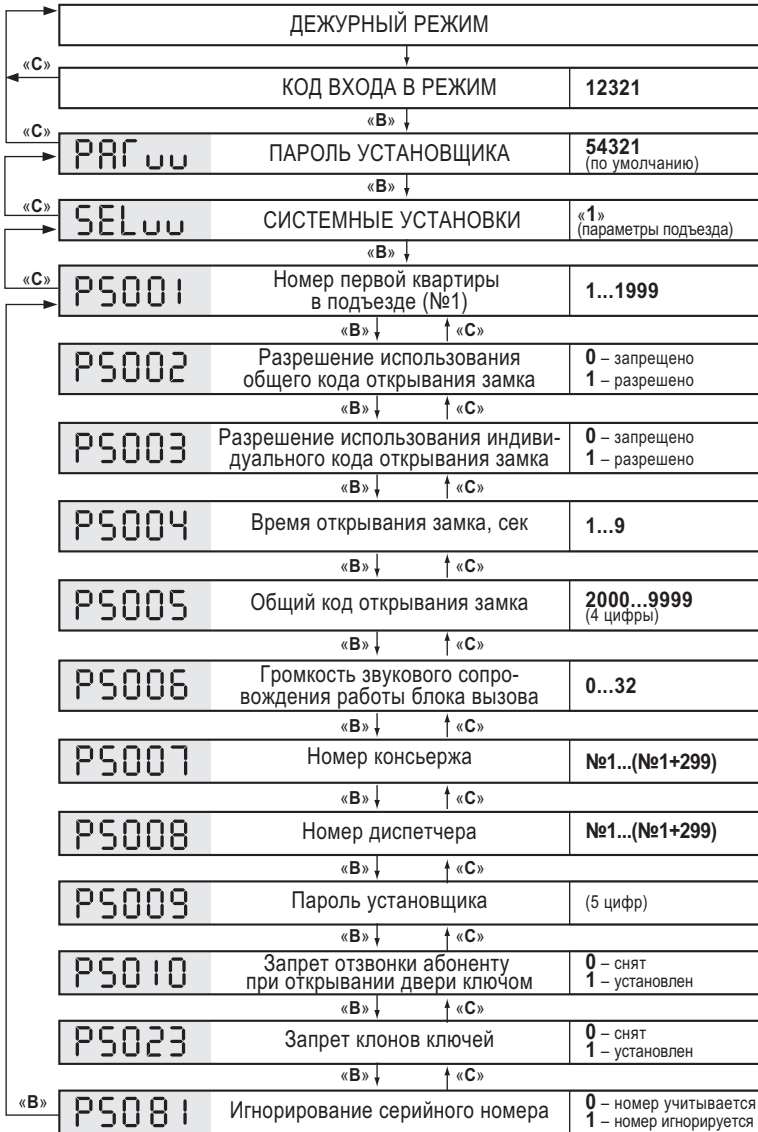 ДЕЖУРНЫЙ РЕЖИМ
«С»
КОД ВХОДА В РЕЖИМ 12321
«В»
«С»
PAГuu ПАРОЛЬ УСТАНОВЩИКА 54321
(по умолчанию)
«В»
«С»
SELuu СИСТЕМНЫЕ УСТАНОВКИ «1»
(параметры подъезда)
«В»
«С»
PS001 Номер первой квартиры
в подъезде (№1) 1...1999
«В» «С»
PS002 Разрешение использования
общего кода открывания замка
0 – запрещено
1 – разрешено
«В» «С»
PS003 Разрешение использования индиви-
дуального кода открывания замка
0 – запрещено
1 – разрешено
«В» «С»
PS004 Время открывания замка, сек 1...9
«В» «С»
PS005 Общий код открывания замка 2000...9999
(4 цифры)
«В» «С»
PS006 Громкость звукового сопро-
вождения работы блока вызова 0...32
«В» «С»
PS007 Номер консьержа №1...(№1+299)
«В» «С»
PS008 Номер диспетчера №1...(№1+299)
«В» «С»
PS009 Пароль установщика (5 цифр)
«В» «С»
PS010 Запрет отзвонки абоненту
при открывании двери ключом
0 – снят
1 – установлен
«В» «С»
PS023 Запрет клонов ключей
0 – снят
1 – установлен
«В» «С»
«В»
PS081 Игнорирование серийного номера
0 – номер учитывается
1 – номер игнорируется